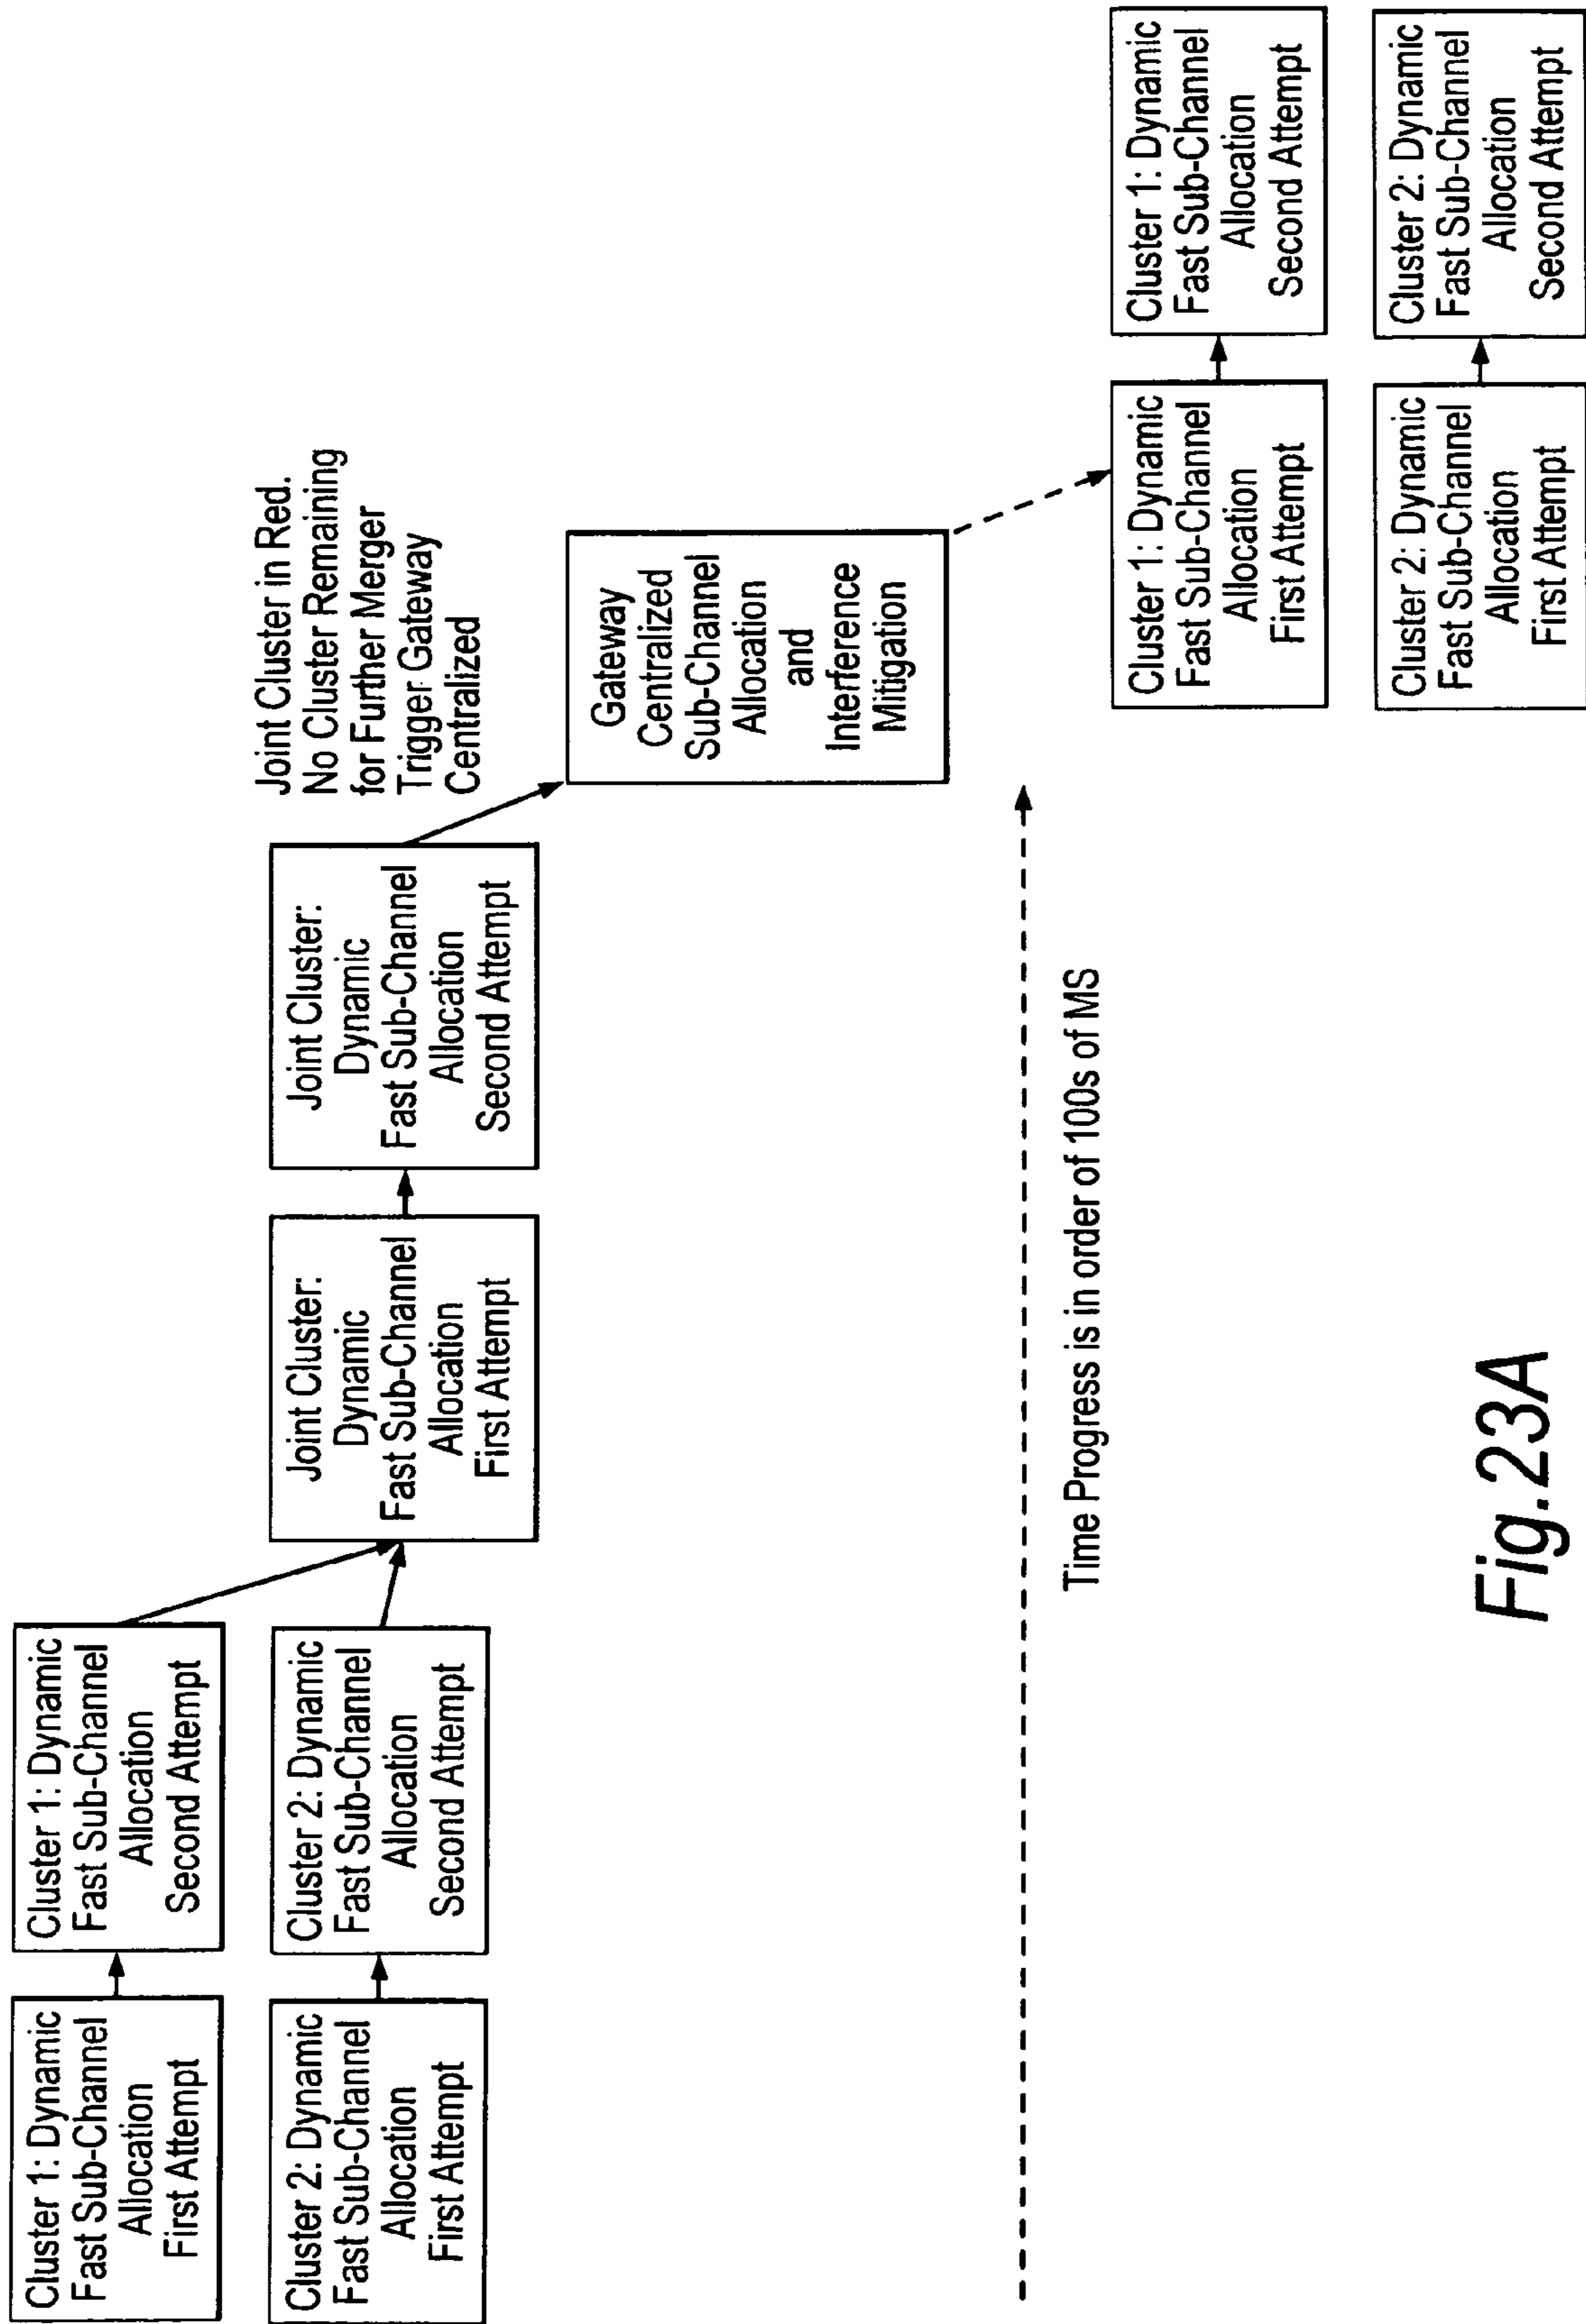 Cluster 1: Dynamic
Fast Sub-Channel
Allocation
First Attempt
Cluster 1: Dynamic
Fast Sub-Channel
Allocation
Second Attempt
Cluster 2: Dynamic
Fast Sub-Channel
Allocation
First Attempt
Cluster 2: Dynamic
Fast Sub-Channel
Allocation
Second Attempt
Joint Cluster:
Dynamic
Fast Sub-Channel
Allocation
First Attempt
Joint Cluster:
Dynamic
Fast Sub-Channel
Allocation
Second Attempt
Joint Cluster in Red.
No Cluster Remaining
for Further Merger
Trigger Gateway
Centralized
Gateway
Centralized
Sub-Channel
Allocation
and
Interference
Mitigation
Time Progress is in order of 100s of MS
Cluster 1: Dynamic
Fast Sub-Channel
Allocation
First Attempt
Cluster 1: Dynamic
Fast Sub-Channel
Allocation
Second Attempt
Cluster 2: Dynamic
Fast Sub-Channel
Allocation
First Attempt
Cluster 2: Dynamic
Fast Sub-Channel
Allocation
Second Attempt
Fig.23A